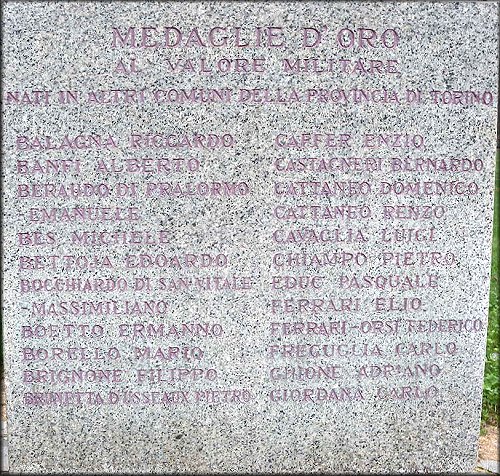 MEDAGLIE D'ORO
AL VALORE MILITARE
NATI IN ALTRI COMUNI DELLA PROVINCIA DI TORINO
BALAGNA RICCARDO
BANFI ALBERTO
BERAUDO DI PRALORMO
-EMANUELE
BES MICHELE
BETTOJA EDOARDO
BOCCHIARDO DI SAN VITALE
-MASSIMILIANO
BOETTO ERMANNO
BORELLO MARIO
BRIGNONE FILIPPO
BRUNETTA D'USSEAUX PIETRO
CAFFER ENZIO
CASTAGNERI BERNARDO
CATTANEO DOMENICO
CATTANEO RENZO
CAVAGLIA LUIGI
CHIAMPO PIETRO
EDUC PASQUALE
FERRARI ELIO
FERRARI-ORSI FEDERICO
FREGUGLIA CARLO
GHIONE ADRIANO
GIORDANA CARLO